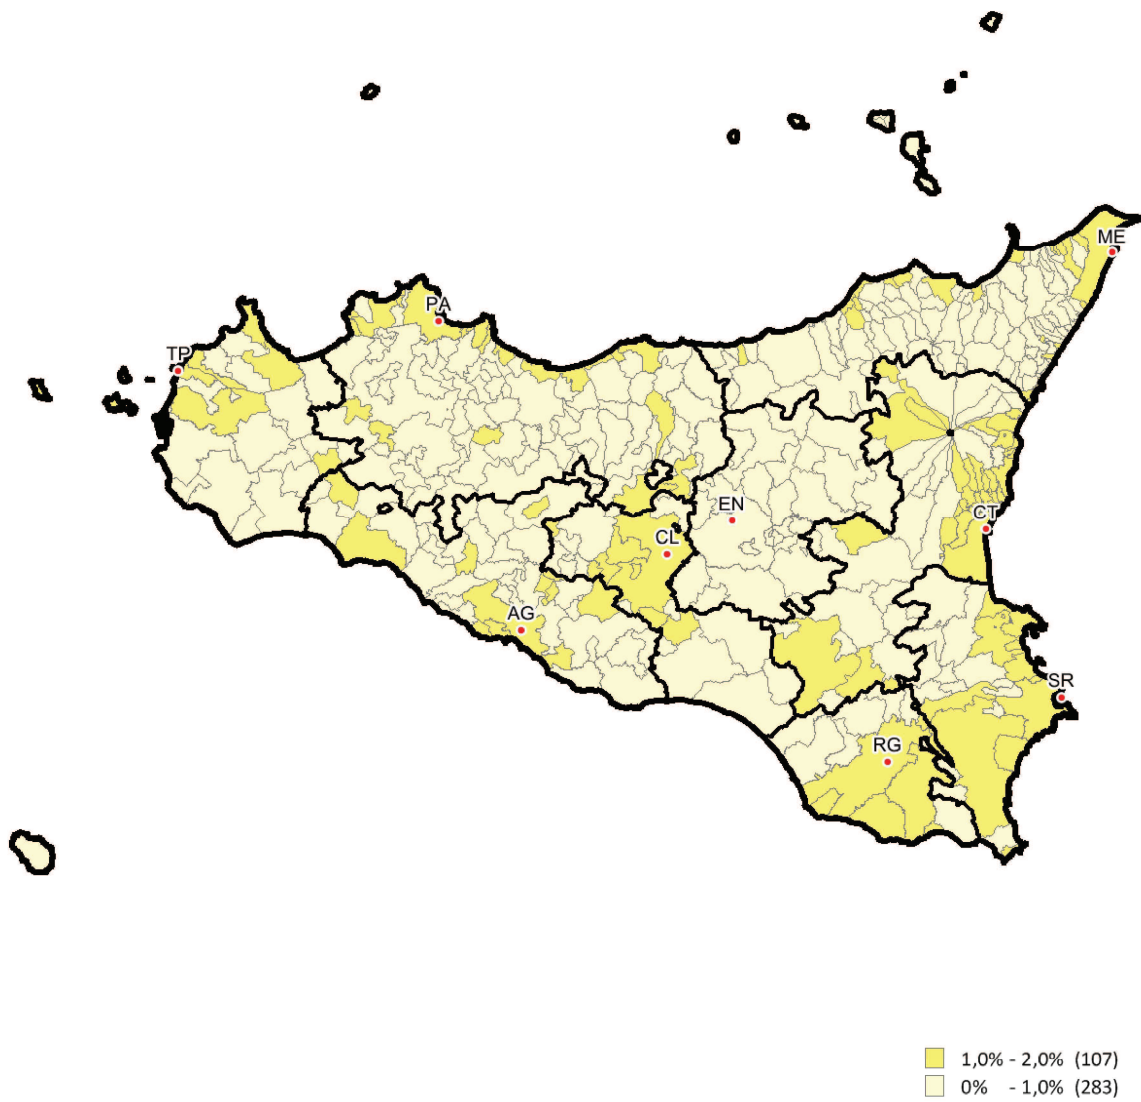 ME
PA
TP
EN
CT
CL
AG
SR
RG
1,0% - 2,0% (107)
0% - 1,0% (283)